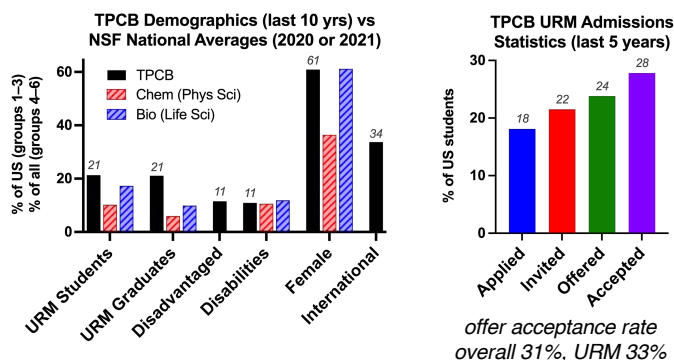 TPCB Demographics (last 10 yrs) vs
NSF National Averages (2020 or 2021)
% of US (groups 1–3)
% of all (groups 4–6)
60
40
20
0
TPCB
Chem (Phys Sci)
Bio (Life Sci)
21
21
11
11
61
34
URM Students
URM Graduates
Disadvantaged
Disabilities
Female
International
TPCB URM Admissions
Statistics (last 5 years)
% of US students
30
20
10
0
18
22
24
28
Applied
Invited
Offered
Accepted
offer acceptance rate
overall 31%, URM 33%